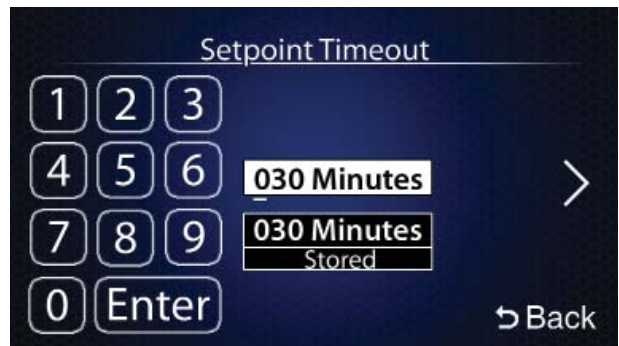 Setpoint Timeout
1 2 3
4 5 6
030 Minutes
7 8 9
030 Minutes
Stored
0 Enter
Back